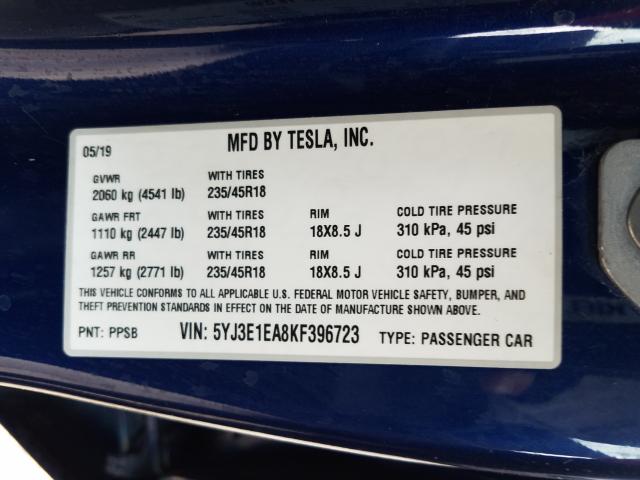 MFD BY TESLA, INC.
05/19
GVWR WITH TIRES
2060 kg (4541 lb) 235/45R18
GAWR FRT WITH TIRES RIM COLD TIRE PRESSURE
1110 kg (2447 lb) 235/45R18 18X8.5 J 310 kPa, 45 psi
GAWR RR WITH TIRES RIM COLD TIRE PRESSURE
1257 kg (2771 lb) 235/45R18 18X8.5 J 310 kPa, 45 psi
THIS VEHICLE CONFORMS TO ALL APPLICABLE U.S. FEDERAL MOTOR VEHICLE SAFETY, BUMPER, AND
THEFT PREVENTION STANDARDS IN EFFECT ON THE DATE OF MANUFACTURE SHOWN ABOVE.
PNT: PPSB VIN: 5YJ3E1EA8KF396723 TYPE: PASSENGER CAR